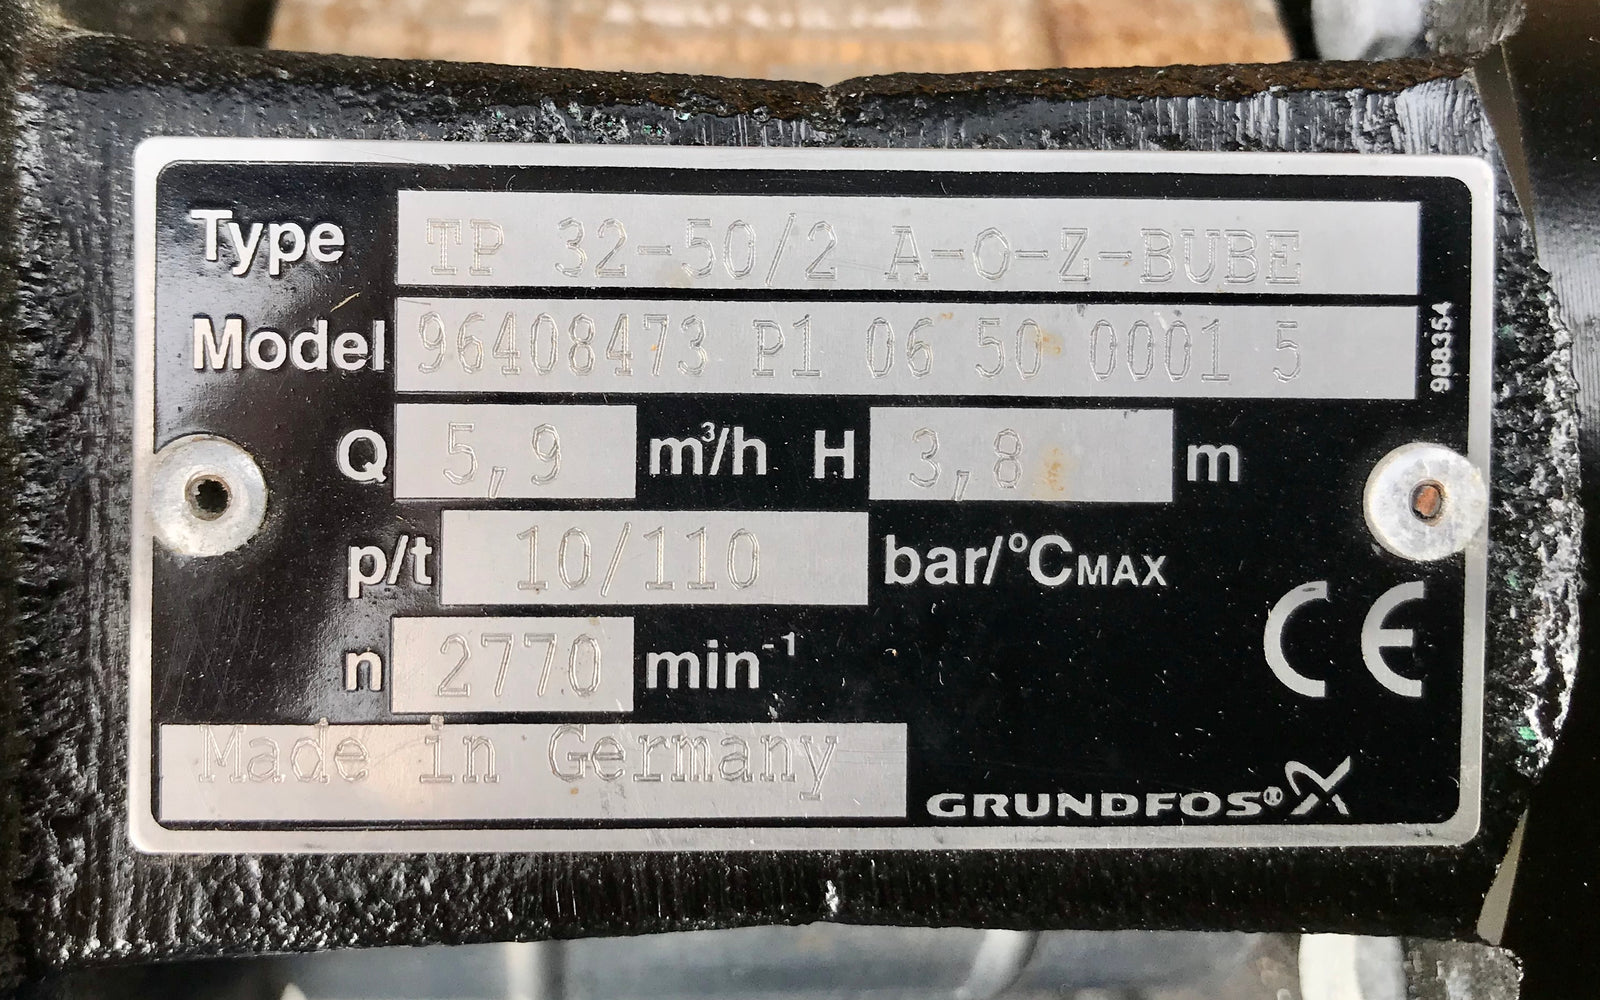 Type TP 32-50/2 A-O-Z-BUBE
Model 96408473 P1 06 50 0001 5
988354
Q 5,9 m³/h H 3,8 m
p/t 10/110 bar/°CMAX
n 2770 min⁻¹
CE
Made in Germany
GRUNDFOS®